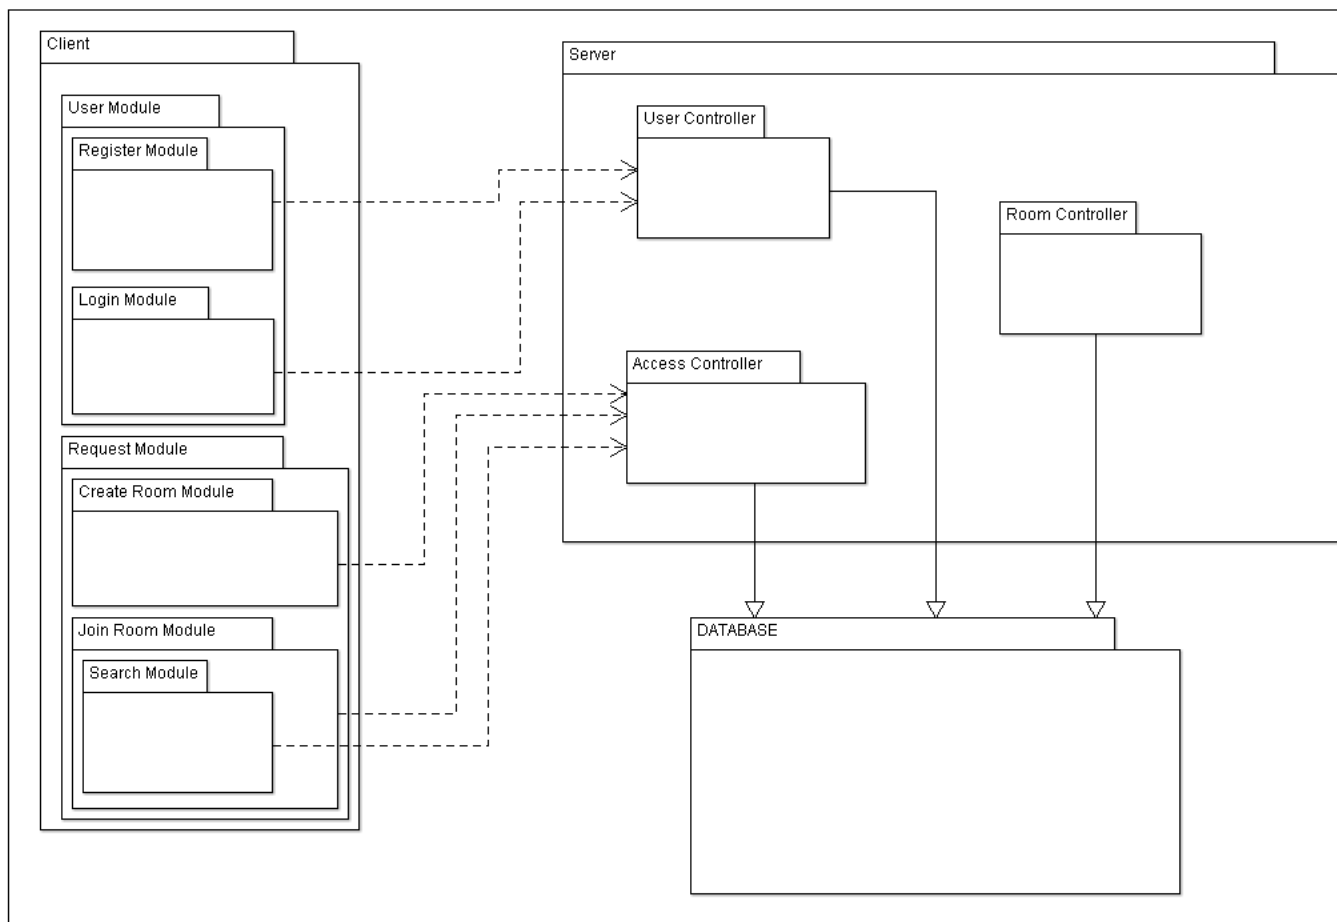 Client
User Module
Register Module
Login Module
Request Module
Create Room Module
Join Room Module
Search Module
Server
User Controller
Room Controller
Access Controller
DATABASE